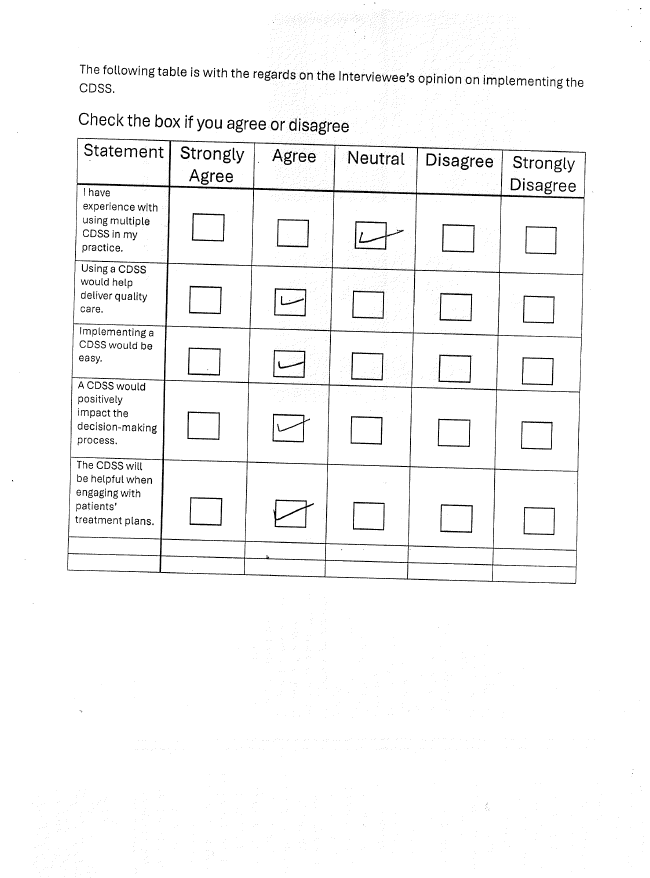 The following table is with the regards on the Interviewee's opinion on implementing the
CDSS.
Check the box if you agree or disagree
Statement Strongly Agree Agree Neutral Disagree Strongly Disagree
I have
experience with
using multiple
CDSS in my
practice.
Using a CDSS
would help
deliver quality
care.
Implementing a
CDSS would be
easy.
A CDSS would
positively
impact the
decision-making
process.
The CDSS will
be helpful when
engaging with
patients'
treatment plans.